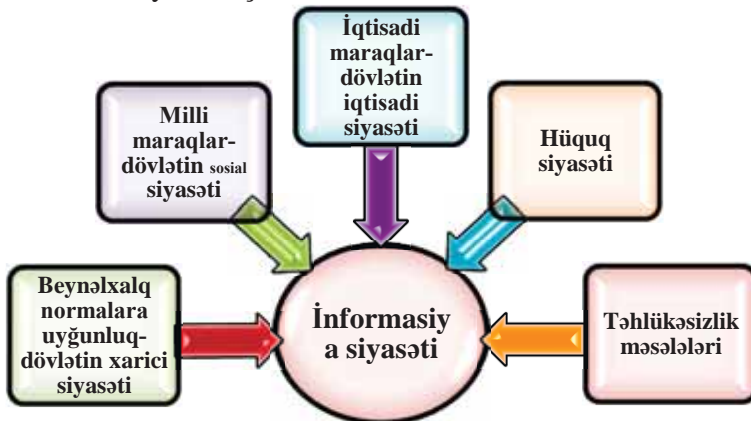 İqtisadi
maraqlar-
dövlətin
iqtisadi
siyasəti
Milli
maraqlar-
dövlətin sosial
siyasəti
Hüquq
siyasəti
Beynəlxalq
normalara
uyğunluq-
dövlətin xarici
siyasəti
İnformasiy
a siyasəti
Təhlükəsizlik
məsələləri